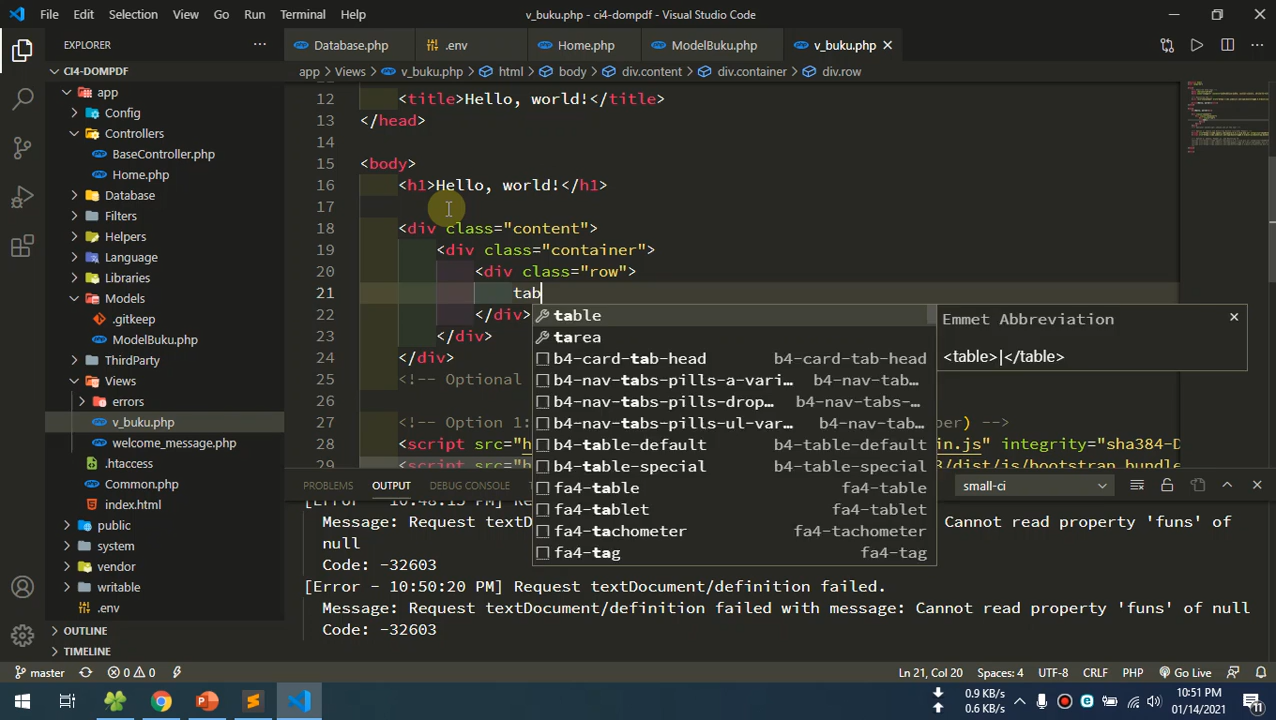 File Edit Selection View Go Run Terminal Help
v_buku.php - ci4-dompdf - Visual Studio Code
EXPLORER
Database.php
.env
Home.php
ModelBuku.php
v_buku.php
CI4-DOMPDF
app > Views > v_buku.php > html > body > div.content > div.container > div.row
app
Config
Controllers
BaseController.php
Home.php
Database
Filters
Helpers
Language
Libraries
Models
.gitkeep
ModelBuku.php
ThirdParty
Views
errors
v_buku.php
welcome_message.php
.htaccess
Common.php
index.html
public
system
vendor
writable
.env
OUTLINE
TIMELINE
12 <title>Hello, world!</title>
13 </head>
14
15 <body>
16 <h1>Hello, world!</h1>
17
18 <div class="content">
19 <div class="container">
20 <div class="row">
21 tab
22 </div>
23 </div>
24 </div>
25 <!-- Optional
26
27 <!-- Option 1: per) -->
28 <script src="h in.js" integrity="sha384-D
29 <script src="h
table
tarea
b4-card-tab-head b4-card-tab-head
b4-nav-tabs-pills-a-vari... b4-nav-tab...
b4-nav-tabs-pills-drop... b4-nav-tabs-...
b4-nav-tabs-pills-ul-var... b4-nav-tab...
b4-table-default b4-table-default
b4-table-special b4-table-special
fa4-table fa4-table
fa4-tablet fa4-tablet
fa4-tachometer fa4-tachometer
fa4-tag fa4-tag
Emmet Abbreviation
<table>|</table>
PROBLEMS OUTPUT DEBUG CONSOLE
small-ci
Message: Request textD Cannot read property 'funs' of
null
Code: -32603
[Error - 10:50:20 PM] Request textDocument/definition failed.
Message: Request textDocument/definition failed with message: Cannot read property 'funs' of null
Code: -32603
master
0 0
Ln 21, Col 20
Spaces: 4
UTF-8
CRLF
PHP
Go Live
0.9 KB/s
0.6 KB/s
10:51 PM
01/14/2021